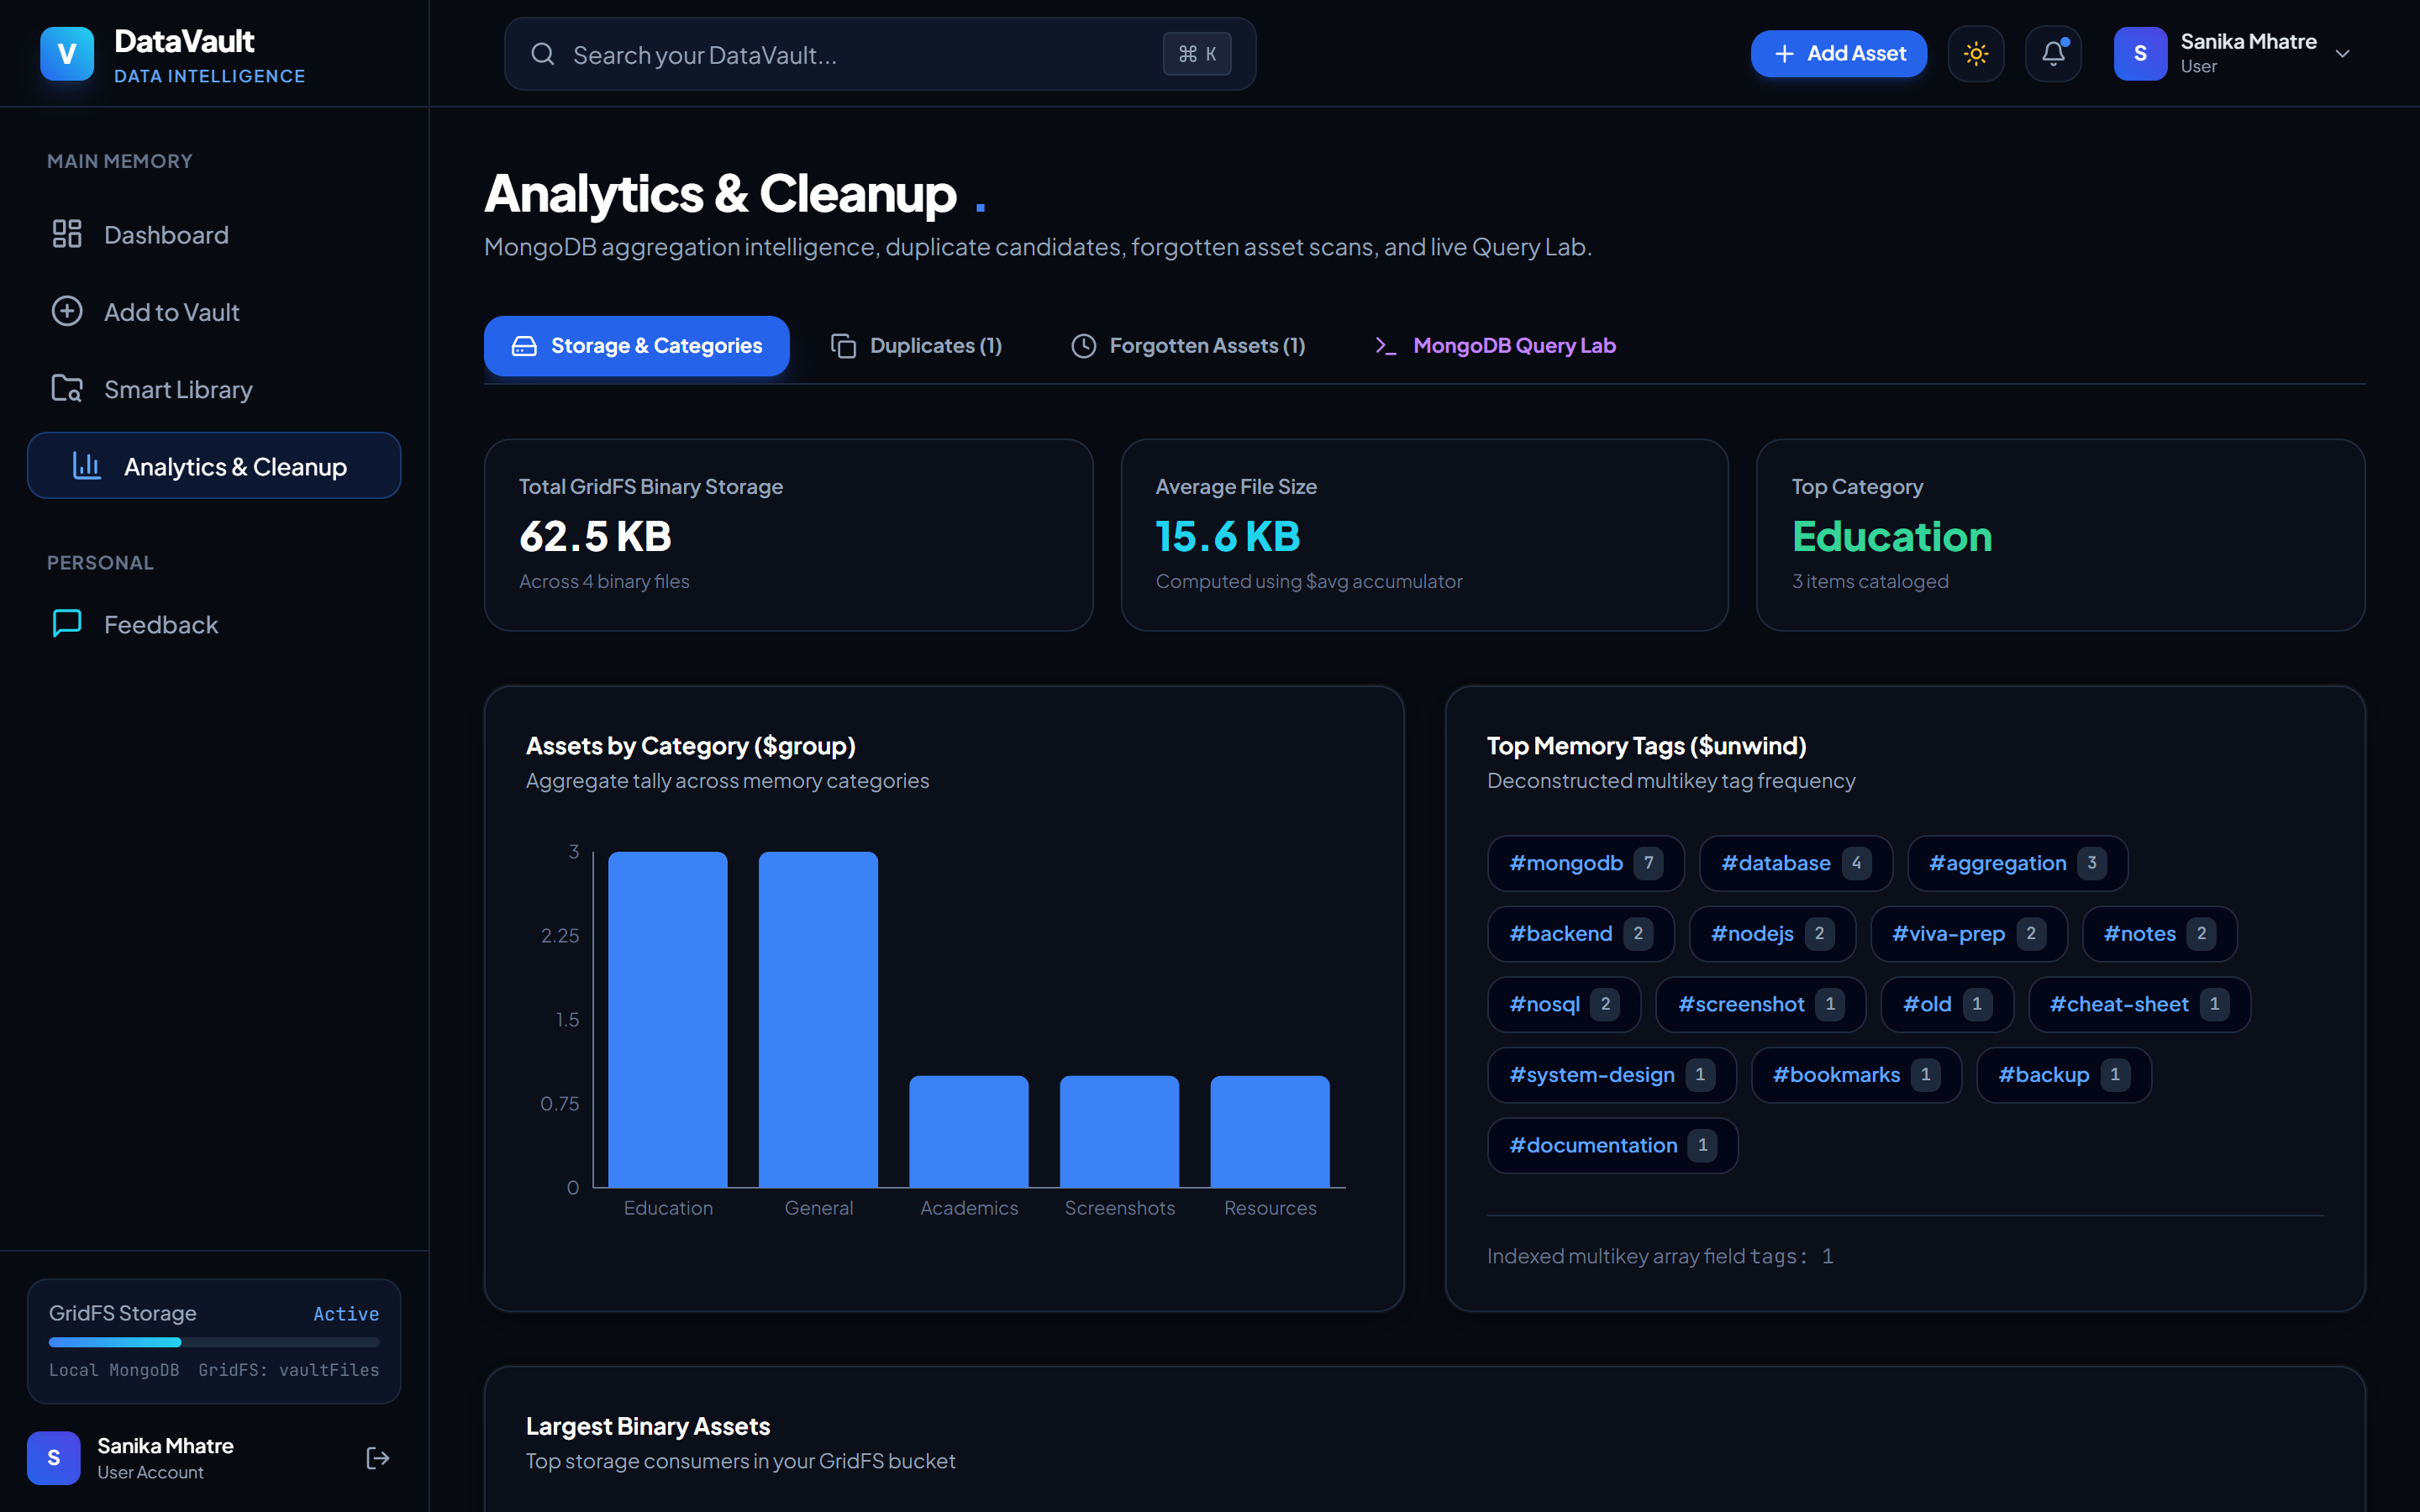 V
DataVault
DATA INTELLIGENCE
Search your DataVault...
⌘ K
+ Add Asset
S
Sanika Mhatre
User
MAIN MEMORY
Dashboard
Add to Vault
Smart Library
Analytics & Cleanup
PERSONAL
Feedback
GridFS Storage Active
Local MongoDB GridFS: vaultFiles
S
Sanika Mhatre
User Account
Analytics & Cleanup .
MongoDB aggregation intelligence, duplicate candidates, forgotten asset scans, and live Query Lab.
Storage & Categories
Duplicates (1)
Forgotten Assets (1)
MongoDB Query Lab
Total GridFS Binary Storage
62.5 KB
Across 4 binary files
Average File Size
15.6 KB
Computed using $avg accumulator
Top Category
Education
3 items cataloged
Assets by Category ($group)
Aggregate tally across memory categories
3
2.25
1.5
0.75
0
Education General Academics Screenshots Resources
Top Memory Tags ($unwind)
Deconstructed multikey tag frequency
#mongodb 7 #database 4 #aggregation 3
#backend 2 #nodejs 2 #viva-prep 2 #notes 2
#nosql 2 #screenshot 1 #old 1 #cheat-sheet 1
#system-design 1 #bookmarks 1 #backup 1
#documentation 1
Indexed multikey array field tags: 1
Largest Binary Assets
Top storage consumers in your GridFS bucket